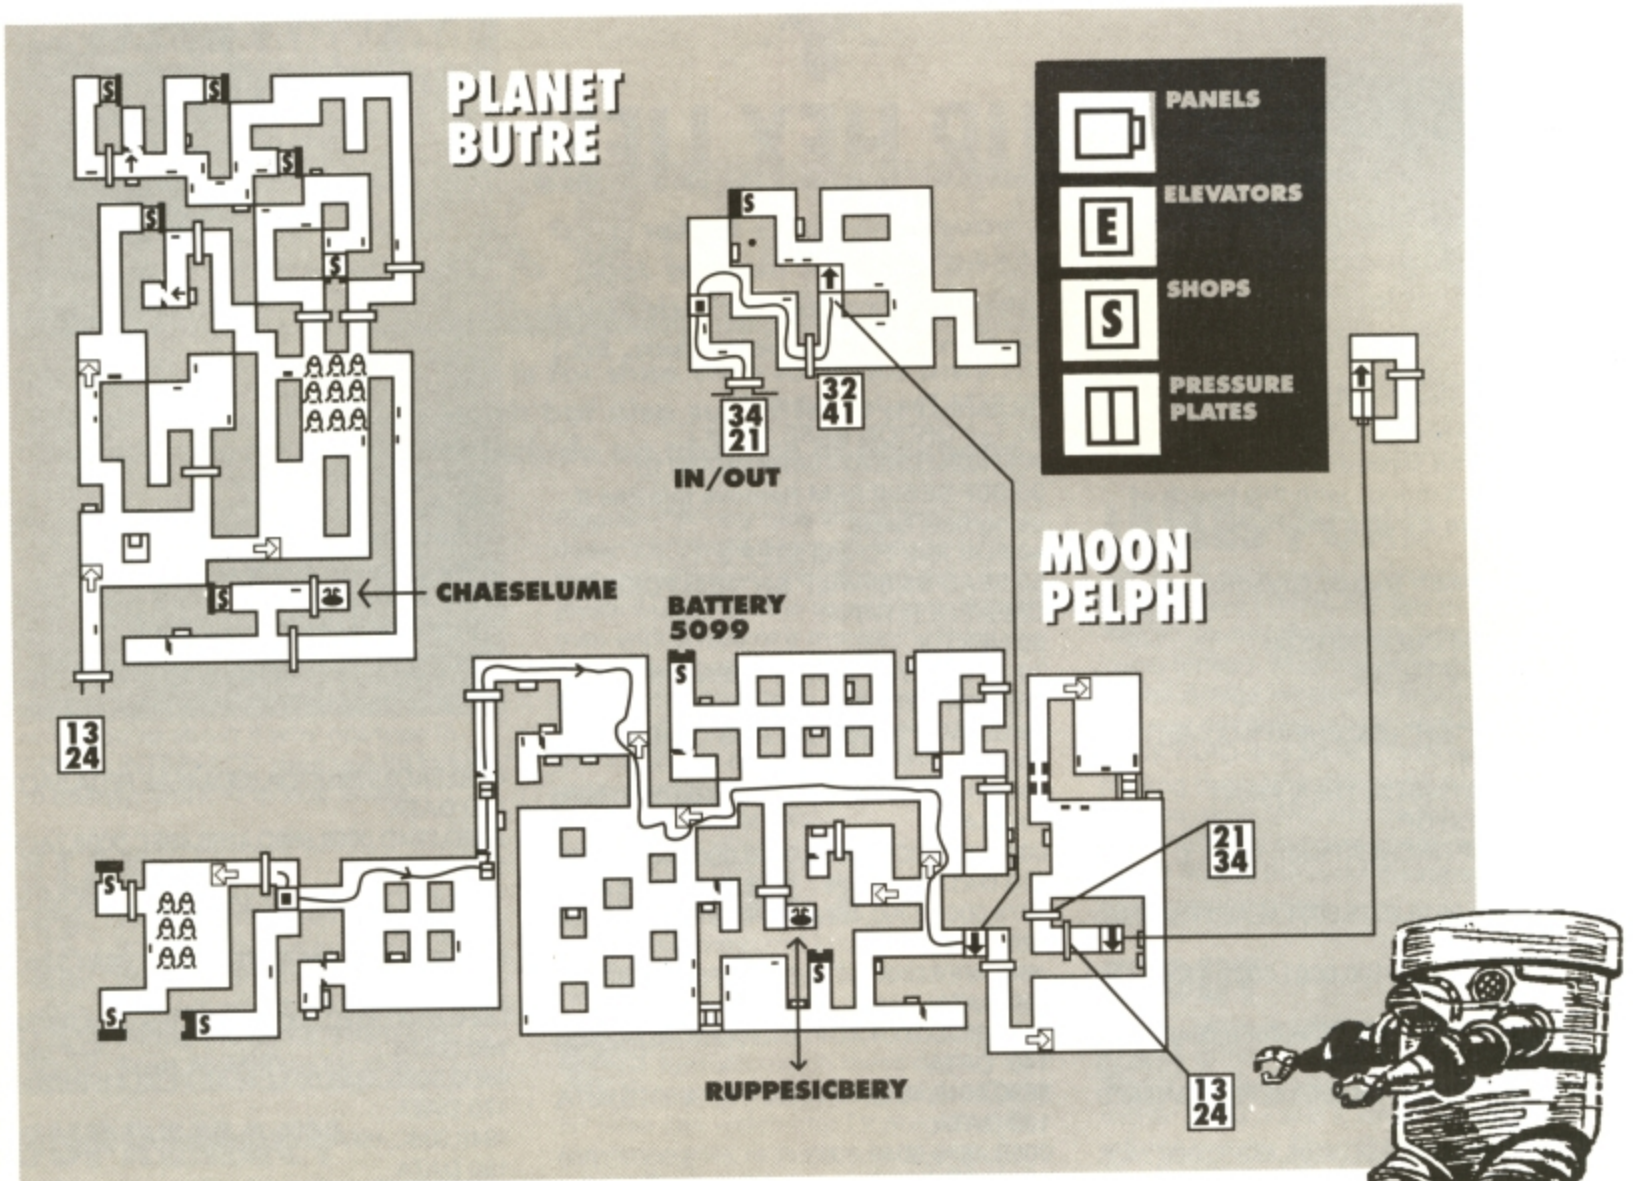 PLANET
BUTRE
S
S
S
S
S
CHAESELUME
S
13
24
S
34
21
32
41
IN/OUT
PANELS
E
ELEVATORS
S
SHOPS
PRESSURE
PLATES
MOON
PELPHI
BATTERY
5099
S
21
34
S
S
S
S
RUPPESICBERY
13
24